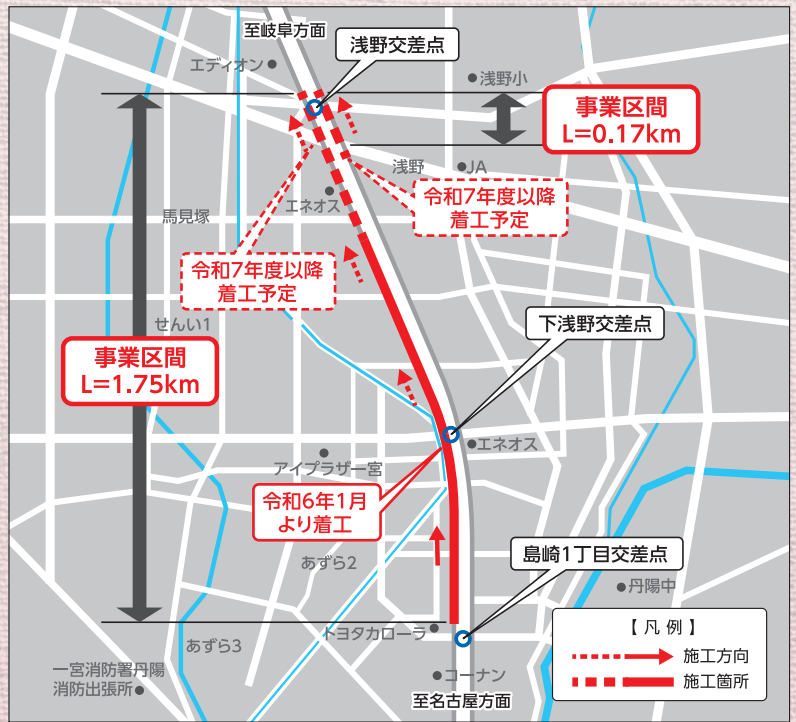 至岐阜方面
浅野交差点
エディオン
浅野小
事業区間
L=0.17km
浅野
JA
エネオス
令和7年度以降
着工予定
馬見塚
令和7年度以降
着工予定
せんい1
下浅野交差点
事業区間
L=1.75km
エネオス
アイプラザ一宮
令和6年1月
より着工
島崎1丁目交差点
あずら2
丹陽中
トヨタカローラ
【凡例】
あずら3
施工方向
一宮消防署丹陽
消防出張所
コーナン
施工箇所
至名古屋方面